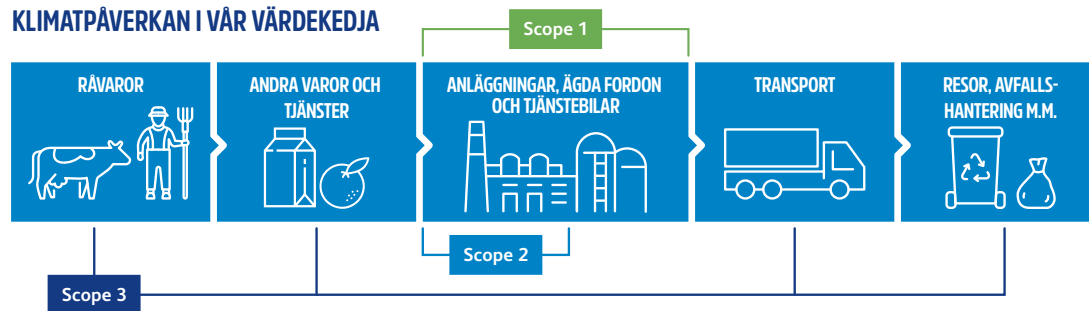 KLIMATPÅVERKAN I VÅR VÄRDEKEDJA
Scope 1
RÅVAROR
ANDRA VAROR OCH
TJÄNSTER
ANLÄGGNINGAR, ÄGDA FORDON
OCH TJÄNSTEBILAR
TRANSPORT
RESOR, AVFALLS-
HANTERING M.M.
Scope 2
Scope 3